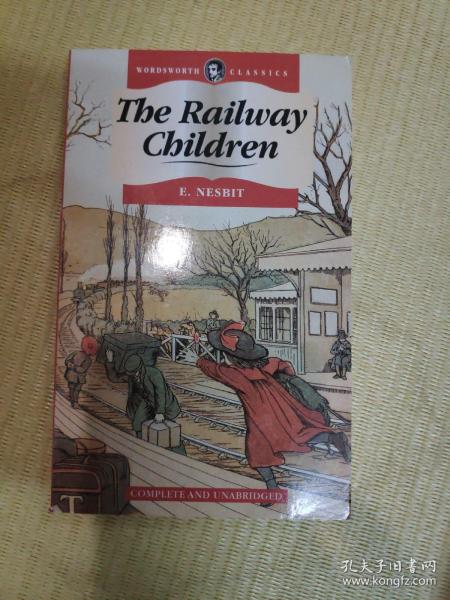 WORDSWORTH CLASSICS
The Railway
Children
E. NESBIT
COMPLETE AND UNABRIDGED
孔夫子旧书网
www.kongfz.com